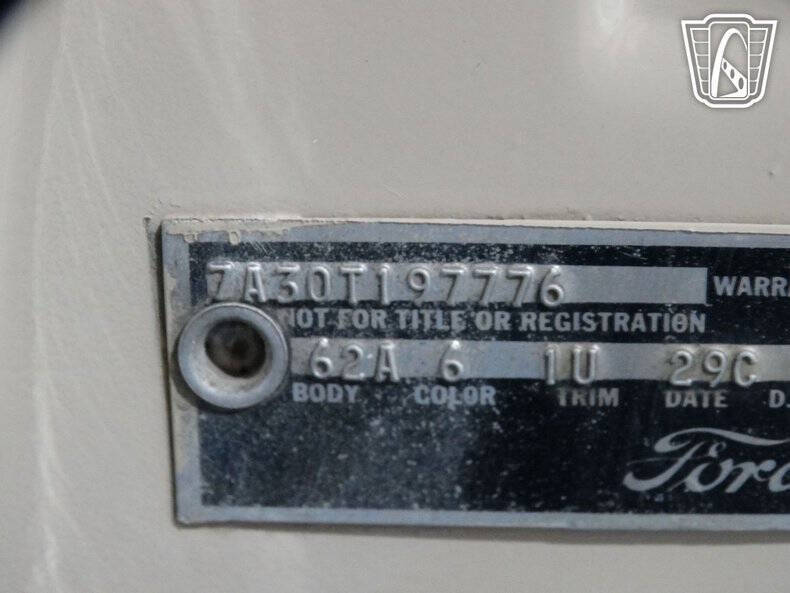 7A30T197776 WARRA
NOT FOR TITLE OR REGISTRATION
62A 6 1U 29C
BODY COLOR TRIM DATE D.
Ford